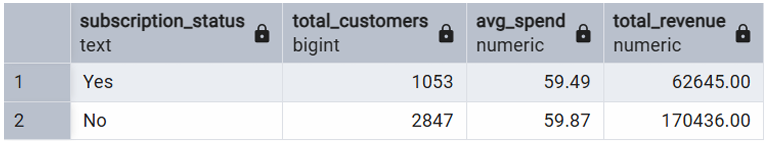 subscription_status total_customers avg_spend total_revenue
text bigint numeric numeric
1 Yes 1053 59.49 62645.00
2 No 2847 59.87 170436.00